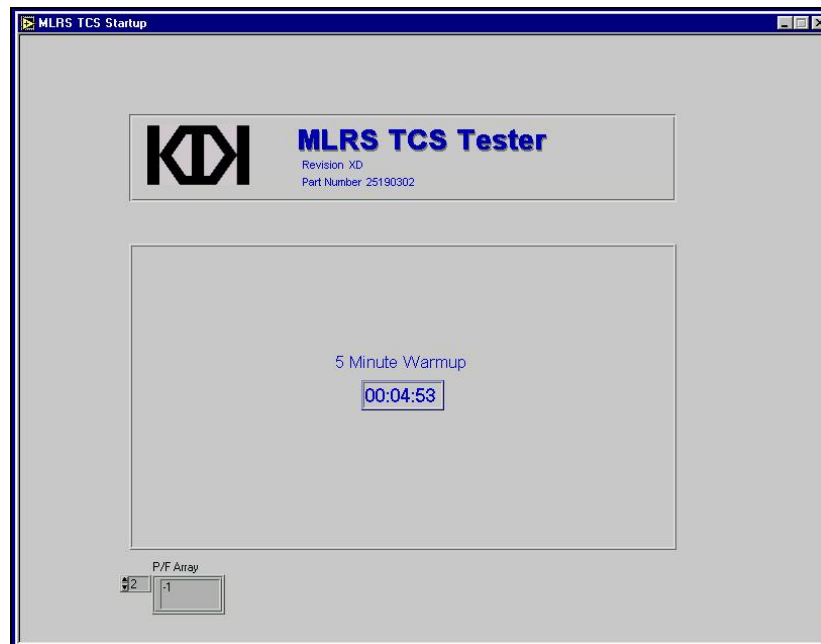 MLRS TCS Startup
KDK
MLRS TCS Tester
Revision XD
Part Number 25190302
5 Minute Warmup
00:04:53
P/F Array
2
-1